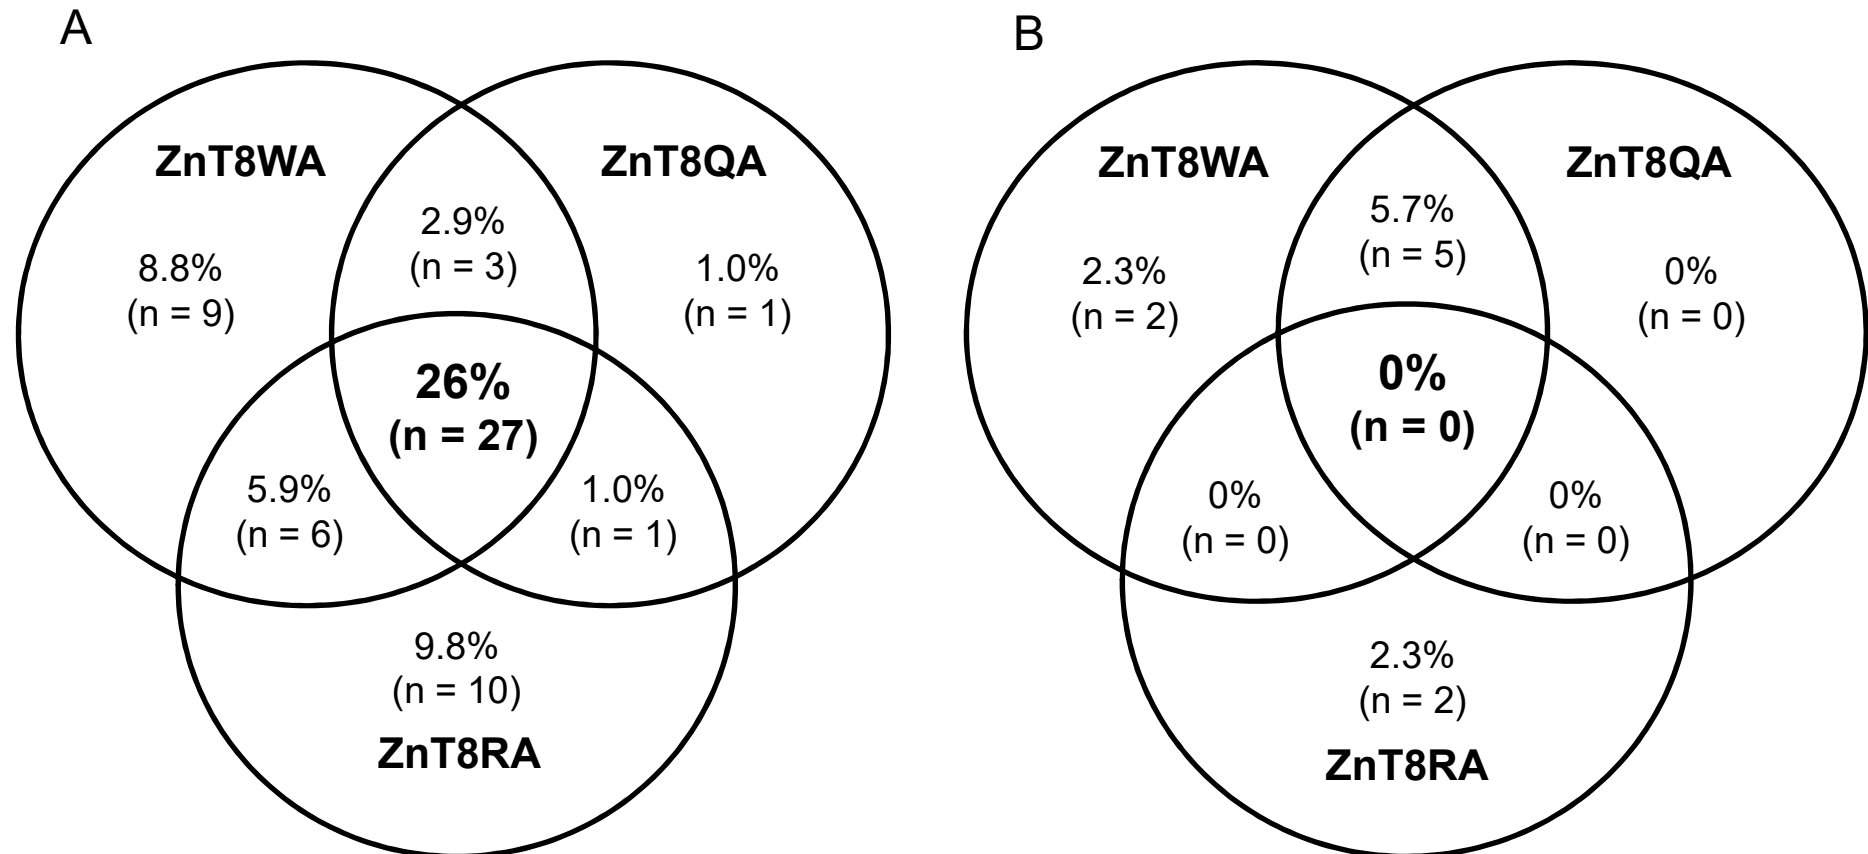 A
ZnT8WA
ZnT8QA
2.9%
(n = 3)
8.8%
(n = 9)
1.0%
(n = 1)
26%
(n = 27)
5.9%
(n = 6)
1.0%
(n = 1)
9.8%
(n = 10)
ZnT8RA
B
ZnT8WA
ZnT8QA
5.7%
(n = 5)
2.3%
(n = 2)
0%
(n = 0)
0%
(n = 0)
0%
(n = 0)
0%
(n = 0)
2.3%
(n = 2)
ZnT8RA